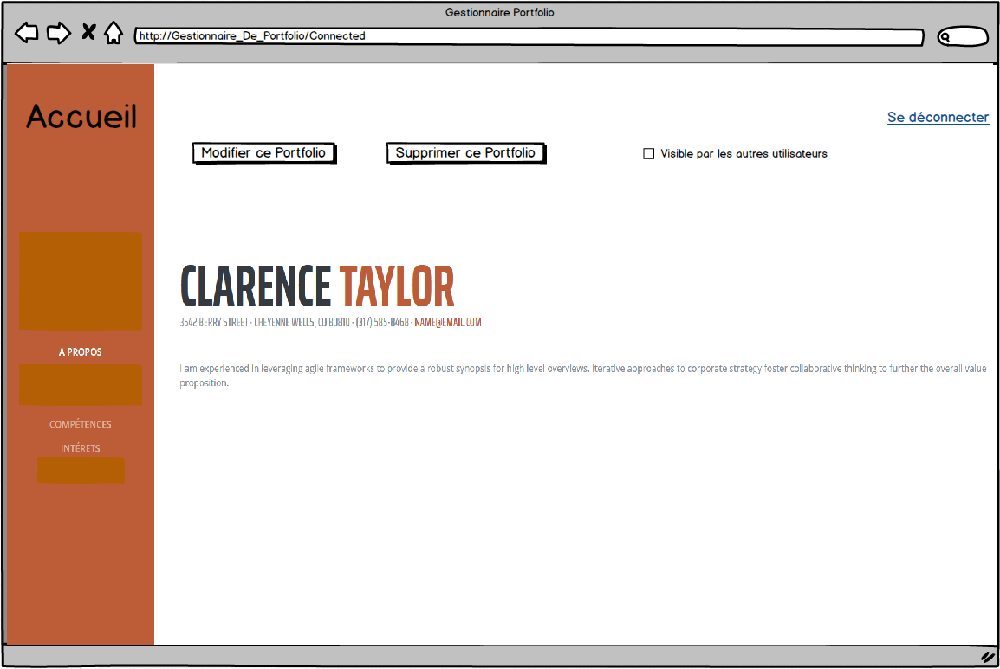 Gestionnaire Portfolio
http://Gestionnaire_De_Portfolio/Connected
Accueil
Se déconnecter
Modifier ce Portfolio
Supprimer ce Portfolio
Visible par les autres utilisateurs
CLARENCE TAYLOR
3542 BERRY STREET · CHEYENNE WELLS, CO 80810 · (317) 585-8468 · NAME@EMAIL.COM
A PROPOS
I am experienced in leveraging agile frameworks to provide a robust synopsis for high level overviews. Iterative approaches to corporate strategy foster collaborative thinking to further the overall value
proposition.
COMPÉTENCES
INTÉRETS